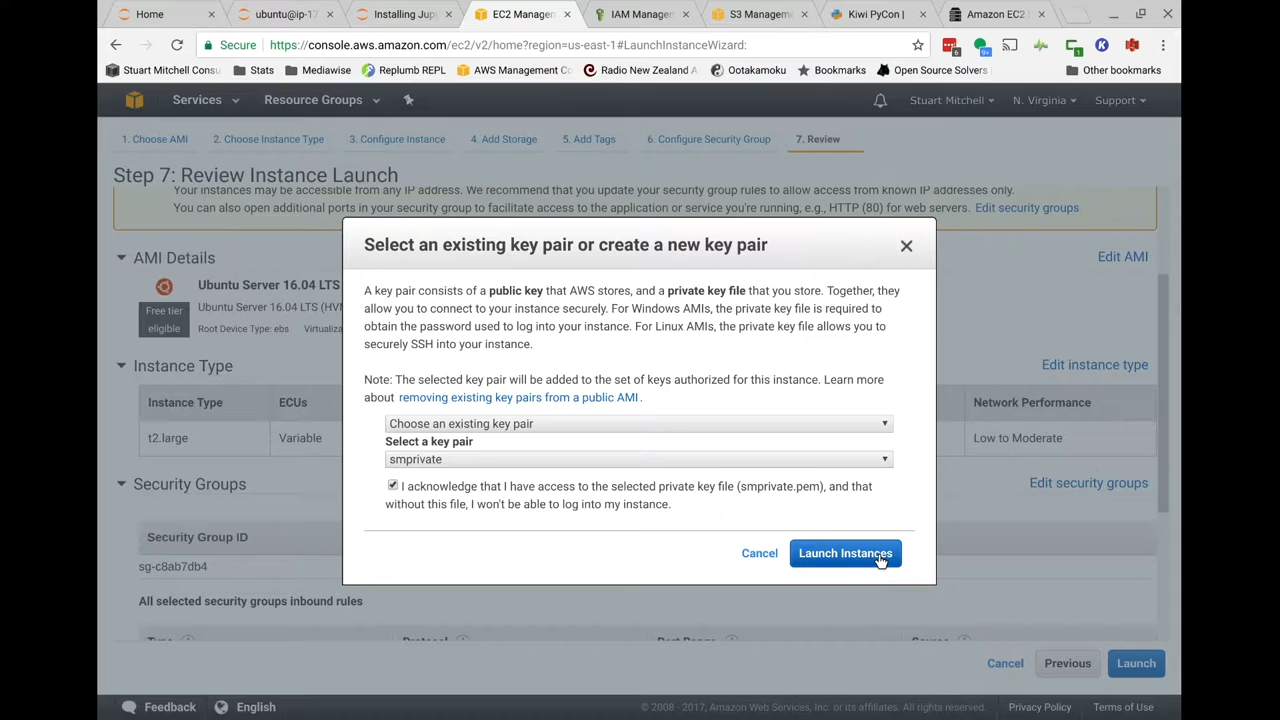 Home
ubuntu@ip-17
Installing Jup
EC2 Manage
IAM Manage
S3 Managem
Kiwi PyCon |
Amazon EC2
Secure
https://console.aws.amazon.com/ec2/v2/home?region=us-east-1#LaunchInstanceWizard:
6
9+
1
Stuart Mitchell Consu
Stats
Mediawise
Replumb REPL
AWS Management Co
Radio New Zealand A
Ootakamoku
Bookmarks
Open Source Solvers
Other bookmarks
Services
Resource Groups
Stuart Mitchell
N. Virginia
Support
1. Choose AMI
2. Choose Instance Type
3. Configure Instance
4. Add Storage
5. Add Tags
6. Configure Security Group
7. Review
Step 7: Review Instance Launch
Your instances may be accessible from any IP address. We recommend that you update your security group rules to allow access from known IP addresses only.
You can also open additional ports in your security group to facilitate access to the application or service you're running, e.g., HTTP (80) for web servers. Edit security groups
AMI Details
Edit AMI
Ubuntu Server 16.04 LTS
Ubuntu Server 16.04 LTS (HV
Free tier
eligible
Root Device Type: ebs
Virtualiza
Instance Type
Edit instance type
Instance Type
ECUs
Network Performance
t2.large
Variable
Low to Moderate
Security Groups
Edit security groups
Security Group ID
sg-c8ab7db4
All selected security groups inbound rules
Select an existing key pair or create a new key pair
A key pair consists of a public key that AWS stores, and a private key file that you store. Together, they
allow you to connect to your instance securely. For Windows AMIs, the private key file is required to
obtain the password used to log into your instance. For Linux AMIs, the private key file allows you to
securely SSH into your instance.
Note: The selected key pair will be added to the set of keys authorized for this instance. Learn more
about removing existing key pairs from a public AMI .
Choose an existing key pair
Select a key pair
smprivate
I acknowledge that I have access to the selected private key file (smprivate.pem), and that
without this file, I won't be able to log into my instance.
Cancel
Launch Instances
Cancel
Previous
Launch
Feedback
English
© 2008 - 2017, Amazon Web Services, Inc. or its affiliates. All rights reserved.
Privacy Policy
Terms of Use